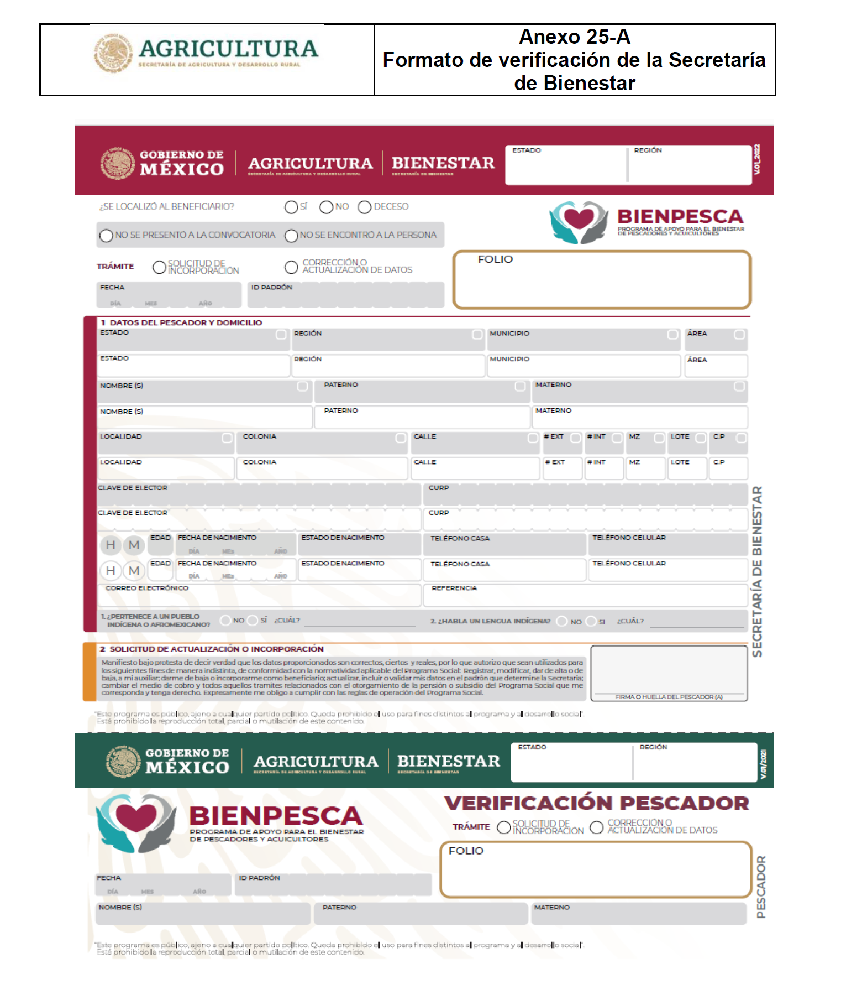 AGRICULTURA
SECRETARÍA DE AGRICULTURA Y DESARROLLO RURAL
Anexo 25-A
Formato de verificación de la Secretaría
de Bienestar
GOBIERNO DE
MÉXICO
AGRICULTURA
SECRETARÍA DE AGRICULTURA Y DESARROLLO RURAL
BIENESTAR
SECRETARÍA DE BIENESTAR
ESTADO
REGIÓN
V.01_2022
¿SE LOCALIZÓ AL BENEFICIARIO? SÍ NO DECESO
NO SE PRESENTÓ A LA CONVOCATORIA NO SE ENCONTRÓ A LA PERSONA
BIENPESCA
PROGRAMA DE APOYO PARA EL BIENESTAR
DE PESCADORES Y ACUICULTORES
TRÁMITE SOLICITUD DE
INCORPORACIÓN
CORRECCIÓN O
ACTUALIZACIÓN DE DATOS
FOLIO
FECHA
DÍA MES AÑO
ID PADRÓN
1 DATOS DEL PESCADOR Y DOMICILIO
ESTADO REGIÓN MUNICIPIO ÁREA
ESTADO REGIÓN MUNICIPIO ÁREA
NOMBRE (S) PATERNO MATERNO
NOMBRE (S) PATERNO MATERNO
LOCALIDAD COLONIA CALLE # EXT # INT MZ LOTE C.P
LOCALIDAD COLONIA CALLE # EXT # INT MZ LOTE C.P
CLAVE DE ELECTOR CURP
CLAVE DE ELECTOR CURP
H M EDAD FECHA DE NACIMIENTO ESTADO DE NACIMIENTO TELÉFONO CASA TELÉFONO CELULAR
DÍA MEs AÑO
H M EDAD FECHA DE NACIMIENTO ESTADO DE NACIMIENTO TELÉFONO CASA TELÉFONO CELULAR
DÍA MEs AÑO
CORREO ELECTRÓNICO REFERENCIA
1. ¿PERTENECE A UN PUEBLO
INDÍGENA O AFROMEXICANO? NO SÍ ¿CUÁL?
2. ¿HABLA UN LENGUA INDÍGENA? NO SI ¿CUÁL?
SECRETARÍA DE BIENESTAR
2 SOLICITUD DE ACTUALIZACIÓN O INCORPORACIÓN
Manifiesto bajo protesta de decir verdad que los datos proporcionados son correctos, ciertos y reales, por lo que autorizo que sean utilizados para
los siguientes fines de manera indistinta, de conformidad con la normatividad aplicable del Programa Social: Registrar, modificar, dar de alta o de
baja, a mi auxiliar; darme de baja o incorporarme como beneficiario; actualizar, incluir o validar mis datos en el padrón que determine la Secretaria;
cambiar el medio de cobro y todos aquellos tramites relacionados con el otorgamiento de la pensión o subsidio del Programa Social que me
corresponda y tenga derecho. Expresamente me obligo a cumplir con las reglas de operación del Programa Social.
FIRMA O HUELLA DEL PESCADOR (A)
"Este programa es público, ajeno a cualquier partido político. Queda prohibido el uso para fines distintos al programa y al desarrollo social".
Está prohibido la reproducción total, parcial o mutilación de este contenido.
GOBIERNO DE
MÉXICO
AGRICULTURA
SECRETARÍA DE AGRICULTURA Y DESARROLLO RURAL
BIENESTAR
SECRETARÍA DE BIENESTAR
ESTADO
REGIÓN
V.01/2021
BIENPESCA
PROGRAMA DE APOYO PARA EL BIENESTAR
DE PESCADORES Y ACUICULTORES
VERIFICACIÓN PESCADOR
TRÁMITE SOLICITUD DE
INCORPORACIÓN
CORRECCIÓN O
ACTUALIZACIÓN DE DATOS
FOLIO
FECHA
DÍA MES AÑO
ID PADRÓN
NOMBRE (S) PATERNO MATERNO
PESCADOR
"Este programa es público, ajeno a cualquier partido político. Queda prohibido el uso para fines distintos al programa y al desarrollo social".
Está prohibido la reproducción total, parcial o mutilación de este contenido.